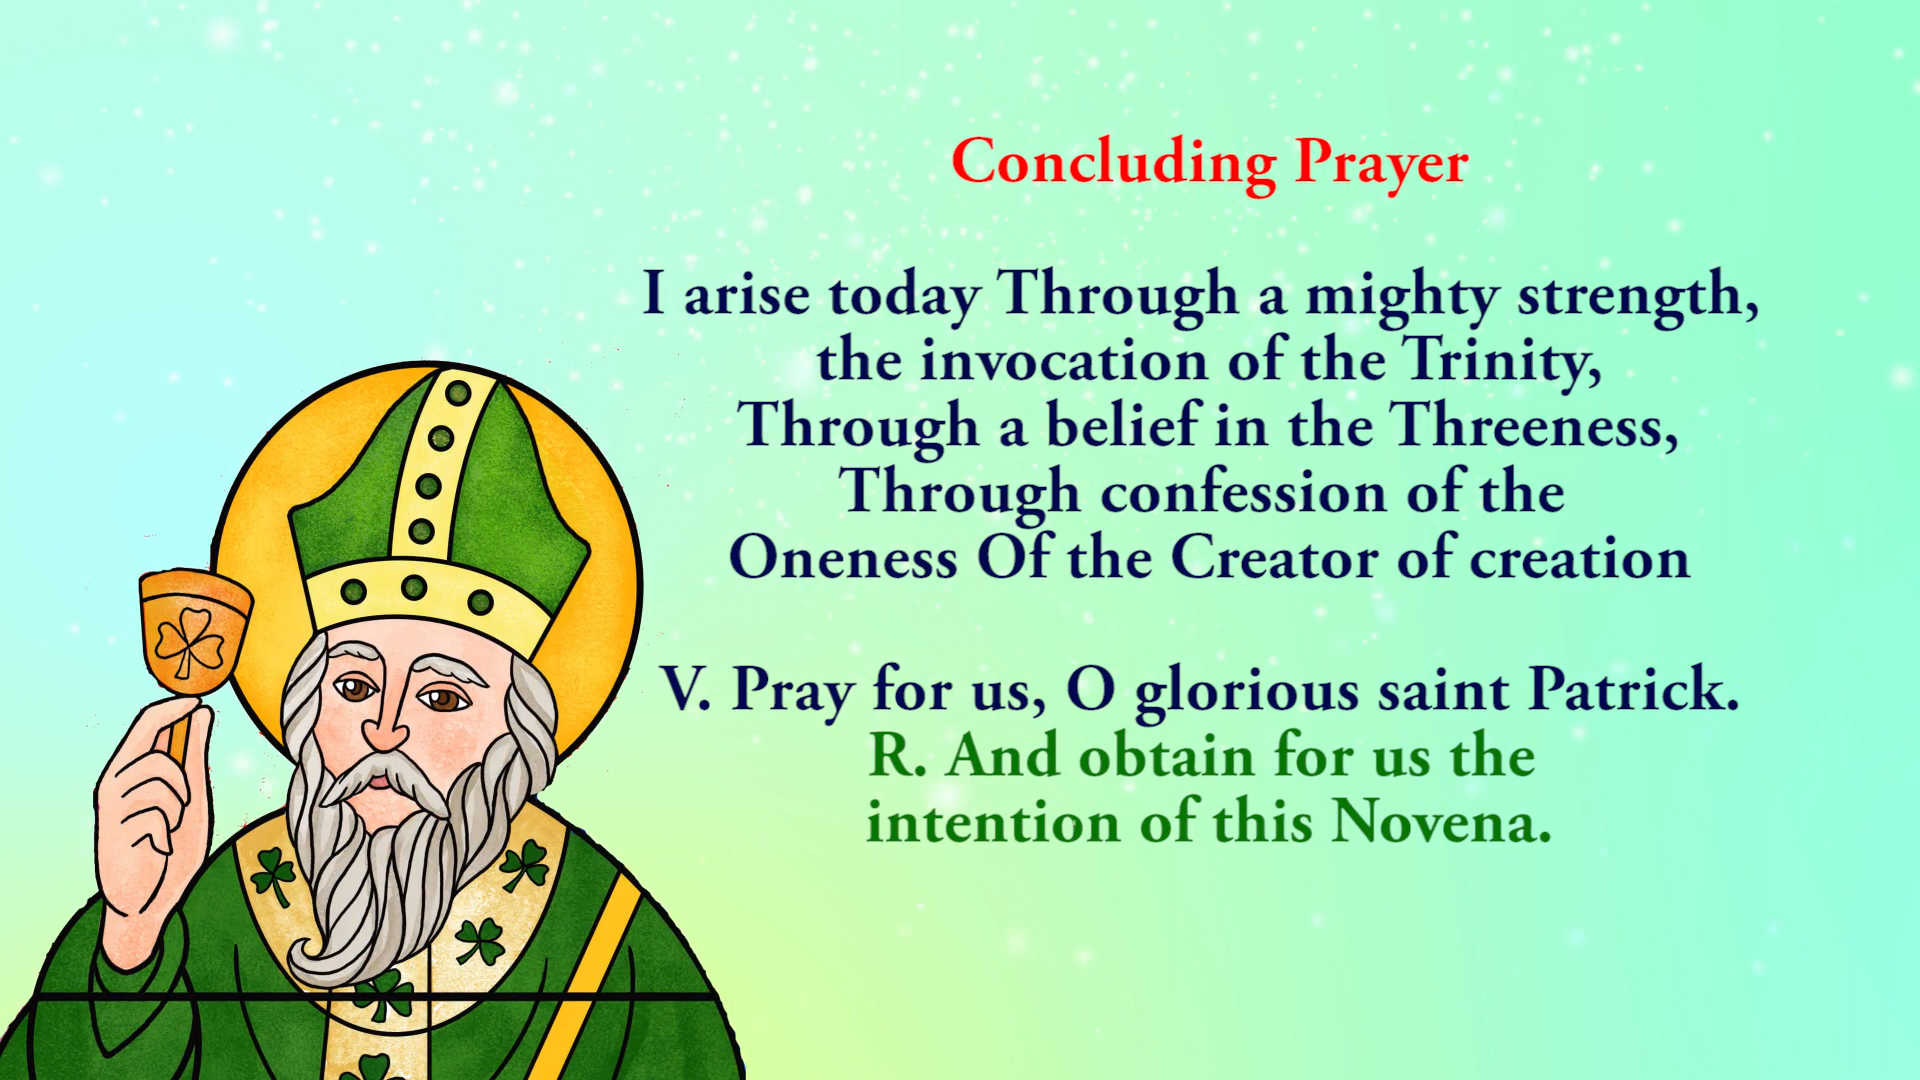 Concluding Prayer
I arise today Through a mighty strength,
the invocation of the Trinity,
Through a belief in the Threeness,
Through confession of the
Oneness Of the Creator of creation
V. Pray for us, O glorious saint Patrick.
R. And obtain for us the
intention of this Novena.